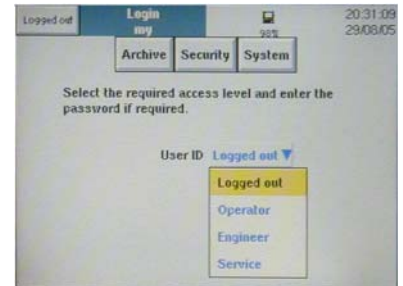 Logged out
Login
my
98%
20:31:09
29/08/05
Archive
Security
System
Select the required access level and enter the
password if required.
User ID Logged out
Logged out
Operator
Engineer
Service